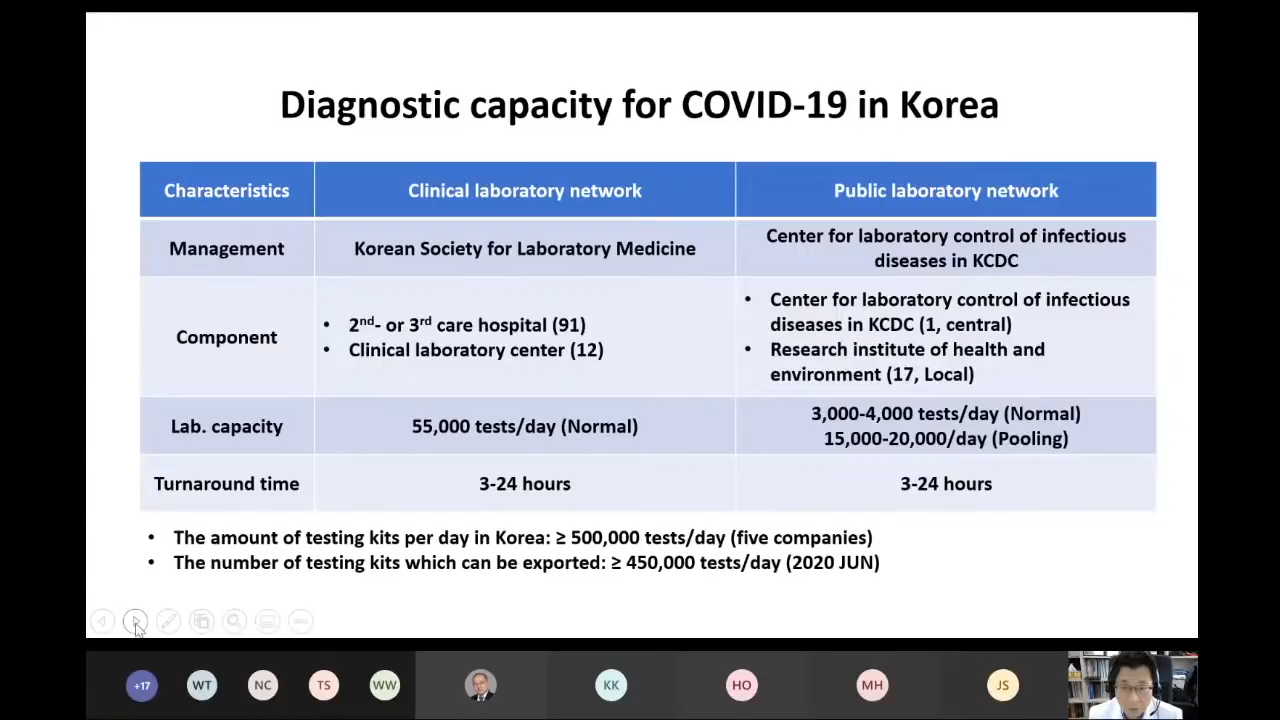 Diagnostic capacity for COVID-19 in Korea
Characteristics
Clinical laboratory network
Public laboratory network
Management
Korean Society for Laboratory Medicine
Center for laboratory control of infectious
diseases in KCDC
Component
• 2nd- or 3rd care hospital (91)
• Clinical laboratory center (12)
• Center for laboratory control of infectious
diseases in KCDC (1, central)
• Research institute of health and
environment (17, Local)
Lab. capacity
55,000 tests/day (Normal)
3,000-4,000 tests/day (Normal)
15,000-20,000/day (Pooling)
Turnaround time
3-24 hours
3-24 hours
• The amount of testing kits per day in Korea: ≥ 500,000 tests/day (five companies)
• The number of testing kits which can be exported: ≥ 450,000 tests/day (2020 JUN)
+17
WT
NC
TS
WW
KK
HO
MH
JS